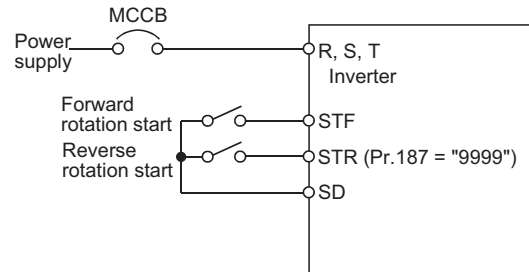 MCCB
Power
supply
R, S, T
Inverter
Forward
rotation start
STF
Reverse
rotation start
STR (Pr.187 = "9999")
SD